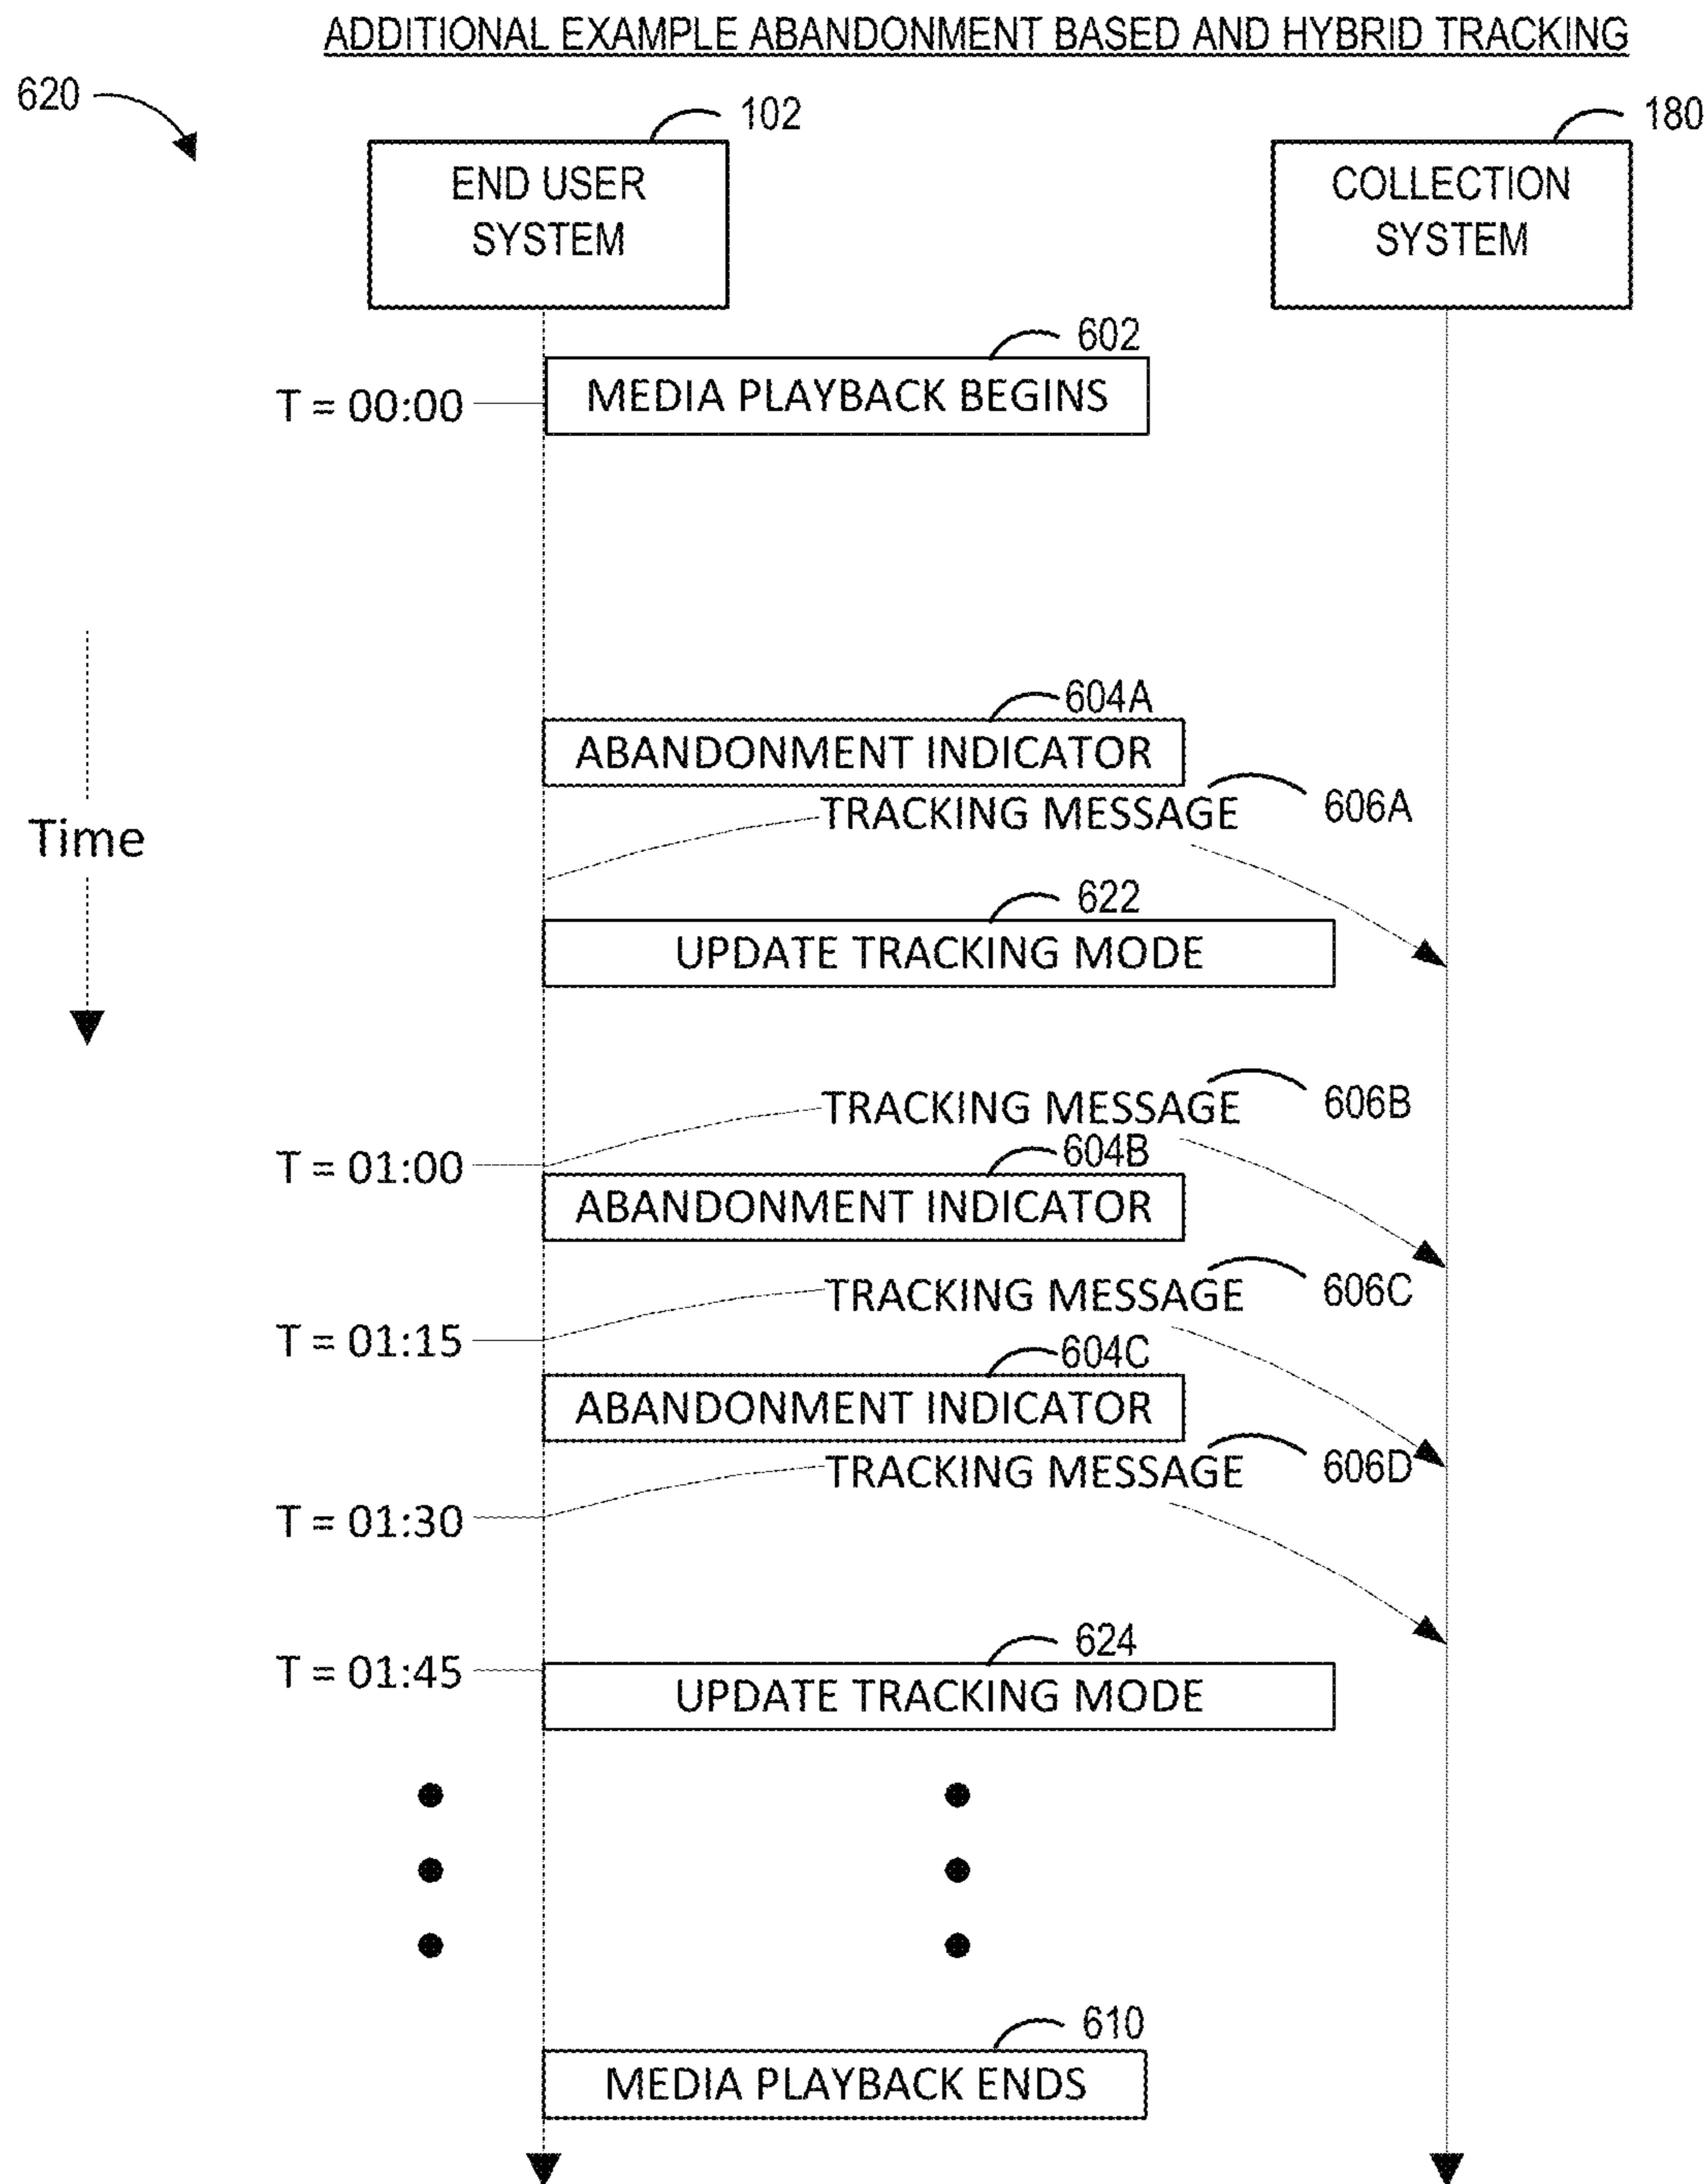 ADDITIONAL EXAMPLE ABANDONMENT BASED AND HYBRID TRACKING
620
102
180
END USER
SYSTEM
COLLECTION
SYSTEM
602
T = 00:00
MEDIA PLAYBACK BEGINS
604A
ABANDONMENT INDICATOR
TRACKING MESSAGE
606A
Time
622
UPDATE TRACKING MODE
TRACKING MESSAGE
606B
T = 01:00
604B
ABANDONMENT INDICATOR
TRACKING MESSAGE
606C
T = 01:15
604C
ABANDONMENT INDICATOR
TRACKING MESSAGE
606D
T = 01:30
624
T = 01:45
UPDATE TRACKING MODE
610
MEDIA PLAYBACK ENDS